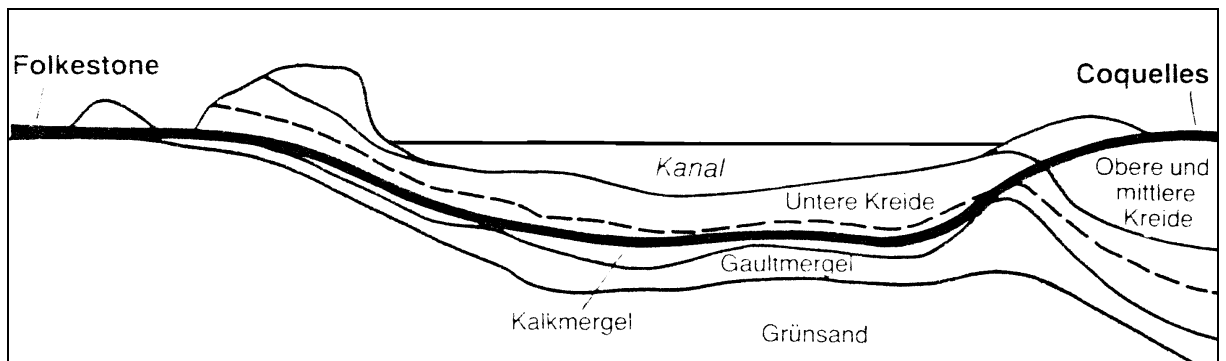 Folkestone
Coquelles
Kanal
Untere Kreide
Obere und
mittlere
Kreide
Gaultmergel
Kalkmergel
Grünsand